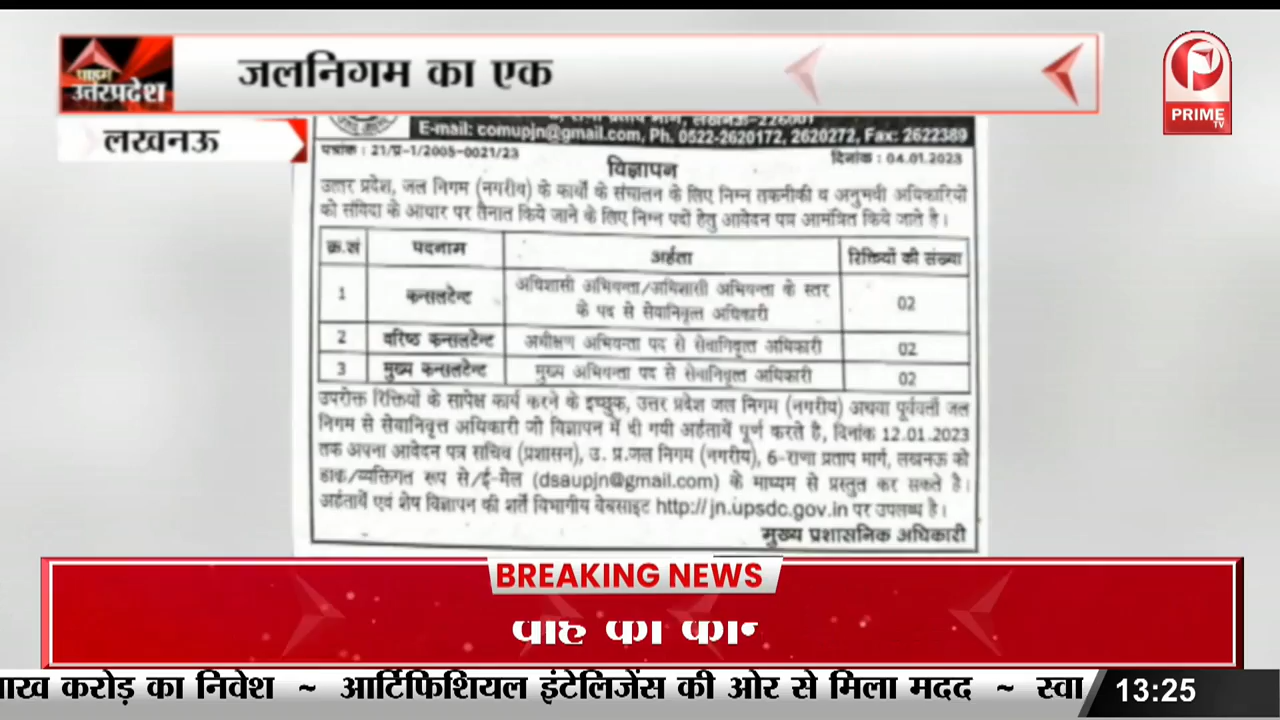 प्राइम
उत्तरप्रदेश
जलनिगम का एक
PRIME
TV
लखनऊ
मार्ग, लखनऊ-226001
E-mail: comupjn@gmail.com, Ph. 0522-2620172, 2620272, Fax: 2622389
पत्रांक : 21/प्र-1/2005-0021/23 दिनांक : 04.01.2023
विज्ञापन
उत्तर प्रदेश, जल निगम (नगरीय) के कार्यों के संचालन के लिए निम्न तकनीकी व अनुभवी अधिकारियों
को संविदा के आधार पर तैनात किये जाने के लिए निम्न पदों हेतु आवेदन पत्र आमंत्रित किये जाते है।
क्र.सं पदनाम अर्हता रिक्तियों की संख्या
1 कन्सलटेन्ट अधिशासी अभियन्ता/अधिशासी अभियन्ता के स्तर
के पद से सेवानिवृत्त अधिकारी 02
2 वरिष्ठ कन्सलटेन्ट अधीक्षण अभियन्ता पद से सेवानिवृत्त अधिकारी 02
3 मुख्य कन्सलटेन्ट मुख्य अभियन्ता पद से सेवानिवृत्त अधिकारी 02
उपरोक्त रिक्तियों के सापेक्ष कार्य करने के इच्छुक, उत्तर प्रदेश जल निगम (नगरीय) अथवा पूर्ववर्ती जल
निगम से सेवानिवृत्त अधिकारी जो विज्ञापन में दी गयी अर्हतायें पूर्ण करते है, दिनांक 12.01.2023
तक अपना आवेदन पत्र सचिव (प्रशासन), उ. प्र.जल निगम (नगरीय), 6-राणा प्रताप मार्ग, लखनऊ को
डाक/व्यक्तिगत रूप से/ई-मेल (dsaupjn@gmail.com) के माध्यम से प्रस्तुत कर सकते है।
अर्हतायें एवं शेष विज्ञापन की शर्तें विभागीय वेबसाइट http://jn.upsdc.gov.in पर उपलब्ध है।
मुख्य प्रशासनिक अधिकारी
BREAKING NEWS
ाख करोड़ का निवेश ~ आर्टिफिशियल इंटेलिजेंस की ओर से मिला मदद ~ स्वा
13:25